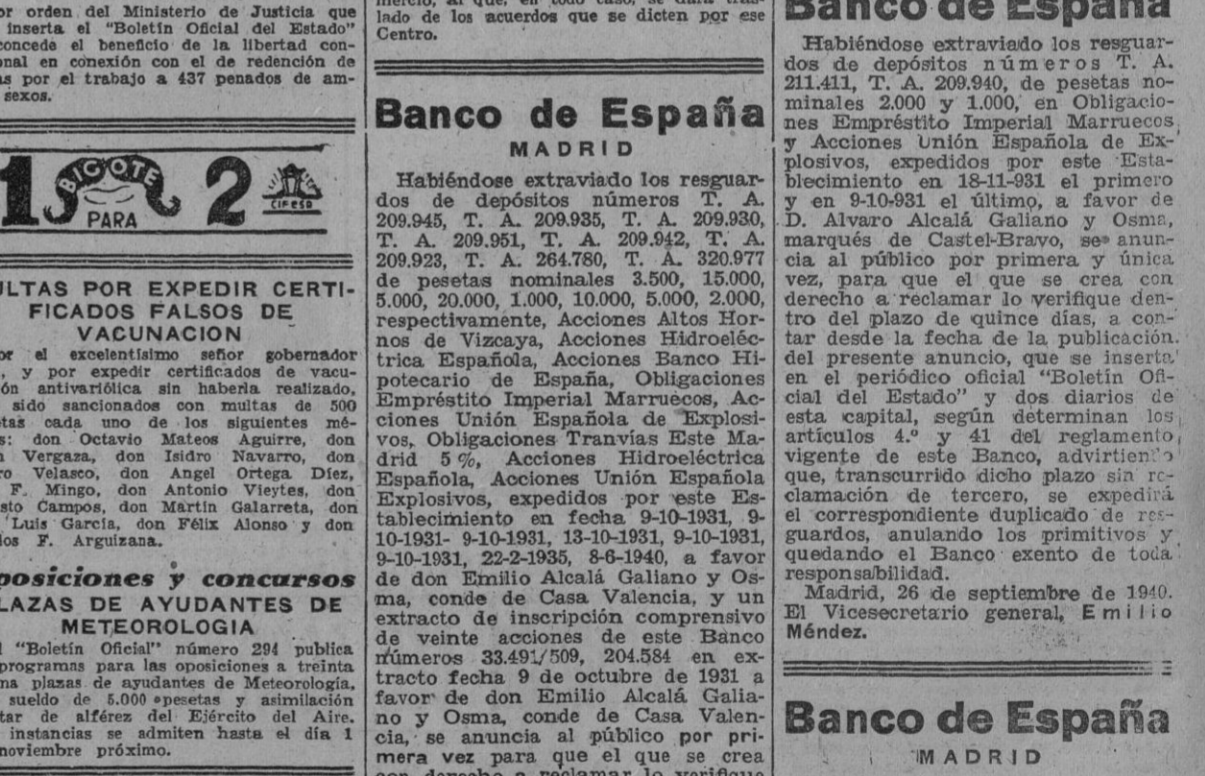 or orden del Ministerio de Justicia que
inserta el "Boletín Oficial del Estado"
concede el beneficio de la libertad con-
onal en conexión con el de redención de
as por el trabajo a 437 penados de am-
sexos.
1 BIGOTE PARA 2 CIFESA
ULTAS POR EXPEDIR CERTI-
FICADOS FALSOS DE
VACUNACION
or el excelentísimo señor gobernador
, y por expedir certificados de vacu-
ón antivariólica sin haberla realizado,
sido sancionados con multas de 500
etas cada uno de los siguientes mé-
s: don Octavio Mateos Aguirre, don
Vergaza, don Isidro Navarro, don
ro Velasco, don Angel Ortega Díez,
F. Mingo, don Antonio Vieytes, don
sto Campos, don Martín Galarreta, don
Luis García, don Félix Alonso y don
los F. Arguizana.
posiciones y concursos
LAZAS DE AYUDANTES DE
METEOROLOGIA
l "Boletín Oficial" número 294 publica
programas para las oposiciones a treinta
na plazas de ayudantes de Meteorología,
sueldo de 5.000 pesetas y asimilación
tar de alférez del Ejército del Aire.
instancias se admiten hasta el día 1
noviembre próximo.
lado de los acuerdos que se dicten por ese
Centro.
Banco de España
MADRID
Habiéndose extraviado los resguar-
dos de depósitos números T. A.
209.945, T. A. 209.935, T. A. 209.930,
T. A. 209.951, T. A. 209.942, T. A.
209.923, T. A. 264.780, T. A. 320.977
de pesetas nominales 3.500, 15.000,
5.000, 20.000, 1.000, 10.000, 5.000, 2.000,
respectivamente, Acciones Altos Hor-
nos de Vizcaya, Acciones Hidroeléc-
trica Española, Acciones Banco Hi-
potecario de España, Obligaciones
Empréstito Imperial Marruecos, Ac-
ciones Unión Española de Explosi-
vos, Obligaciones Tranvías Este Ma-
drid 5 %, Acciones Hidroeléctrica
Española, Acciones Unión Española
Explosivos, expedidos por este Es-
tablecimiento en fecha 9-10-1931, 9-
10-1931- 9-10-1931, 13-10-1931, 9-10-1931,
9-10-1931, 22-2-1935, 8-6-1940, a favor
de don Emilio Alcalá Galiano y Os-
ma, conde de Casa Valencia, y un
extracto de inscripción comprensivo
de veinte acciones de este Banco
números 33.491/509, 204.584 en ex-
tracto fecha 9 de octubre de 1931 a
favor de don Emilio Alcalá Galia-
no y Osma, conde de Casa Valen-
cia, se anuncia al público por pri-
mera vez para que el que se crea
con derecho a reclamar lo verifique
Banco de España
Habiéndose extraviado los resguar-
dos de depósitos números T. A.
211.411, T. A. 209.940, de pesetas no-
minales 2.000 y 1.000, en Obligacio-
nes Empréstito Imperial Marruecos
y Acciones Unión Española de Ex-
plosivos, expedidos por este Esta-
blecimiento en 18-11-931 el primero
y en 9-10-931 el último, a favor de
D. Alvaro Alcalá Galiano y Osma,
marqués de Castel-Bravo, se anun-
cia al público por primera y única
vez, para que el que se crea con
derecho a reclamar lo verifique den-
tro del plazo de quince días, a con-
tar desde la fecha de la publicación
del presente anuncio, que se inserta
en el periódico oficial "Boletín Ofi-
cial del Estado" y dos diarios de
esta capital, según determinan los
artículos 4.º y 41 del reglamento
vigente de este Banco, advirtiendo
que, transcurrido dicho plazo sin re-
clamación de tercero, se expedirá
el correspondiente duplicado de res-
guardos, anulando los primitivos y
quedando el Banco exento de toda
responsabilidad.
Madrid, 26 de septiembre de 1940.
El Vicesecretario general, Emilio
Méndez.
Banco de España
MADRID